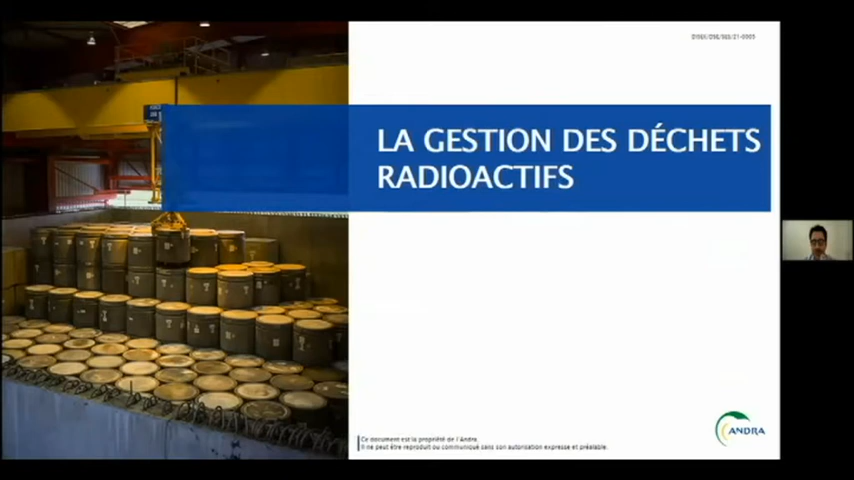 LA GESTION DES DÉCHETS
RADIOACTIFS
Ce document est la propriété de l'Andra.
Il ne peut être reproduit ou communiqué sans son autorisation expresse et préalable.
ANDRA